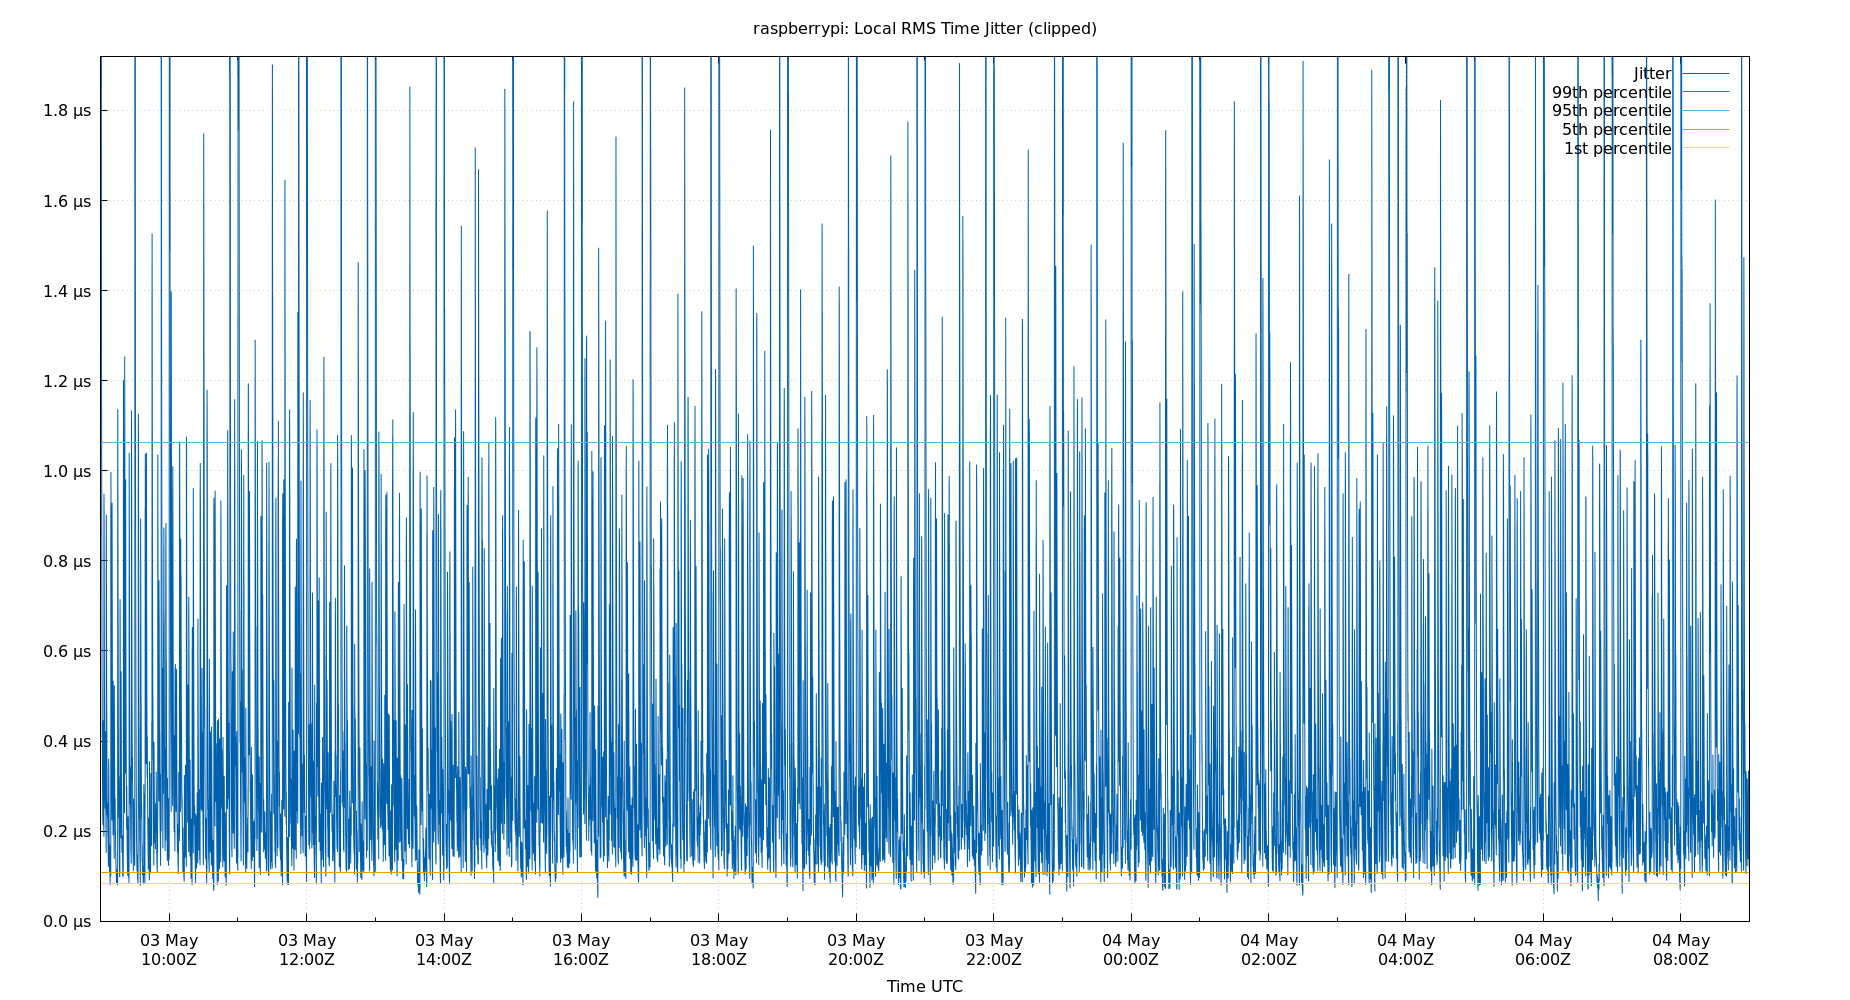 raspberrypi: Local RMS Time Jitter (clipped)
Jitter
99th percentile
95th percentile
5th percentile
1st percentile
1.8 µs
1.6 µs
1.4 µs
1.2 µs
1.0 µs
0.8 µs
0.6 µs
0.4 µs
0.2 µs
0.0 µs
03 May 03 May 03 May 03 May 03 May 03 May 03 May 04 May 04 May 04 May 04 May 04 May
10:00Z 12:00Z 14:00Z 16:00Z 18:00Z 20:00Z 22:00Z 00:00Z 02:00Z 04:00Z 06:00Z 08:00Z
Time UTC